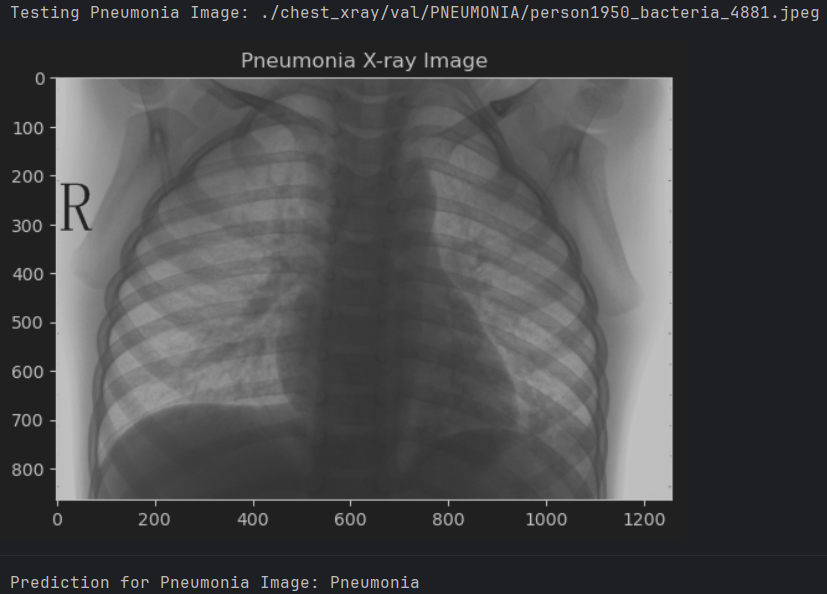 Testing Pneumonia Image: ./chest_xray/val/PNEUMONIA/person1950_bacteria_4881.jpeg
Pneumonia X-ray Image
0
100
200
300
400
500
600
700
800
R
0 200 400 600 800 1000 1200
Prediction for Pneumonia Image: Pneumonia